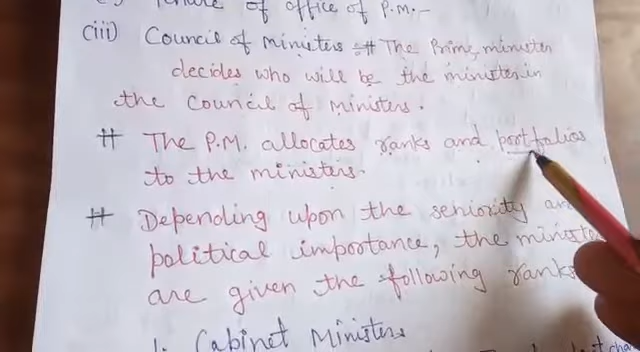 Tenure of office of P.M.-
(iii) Council of ministers :- # The Prime minister
decides who will be the minister in
the Council of Ministers.
# The P.M. allocates ranks and portfolios
to the ministers.
# Depending upon the seniority and
political importance, the ministers
are given the following ranks
1. Cabinet Ministers